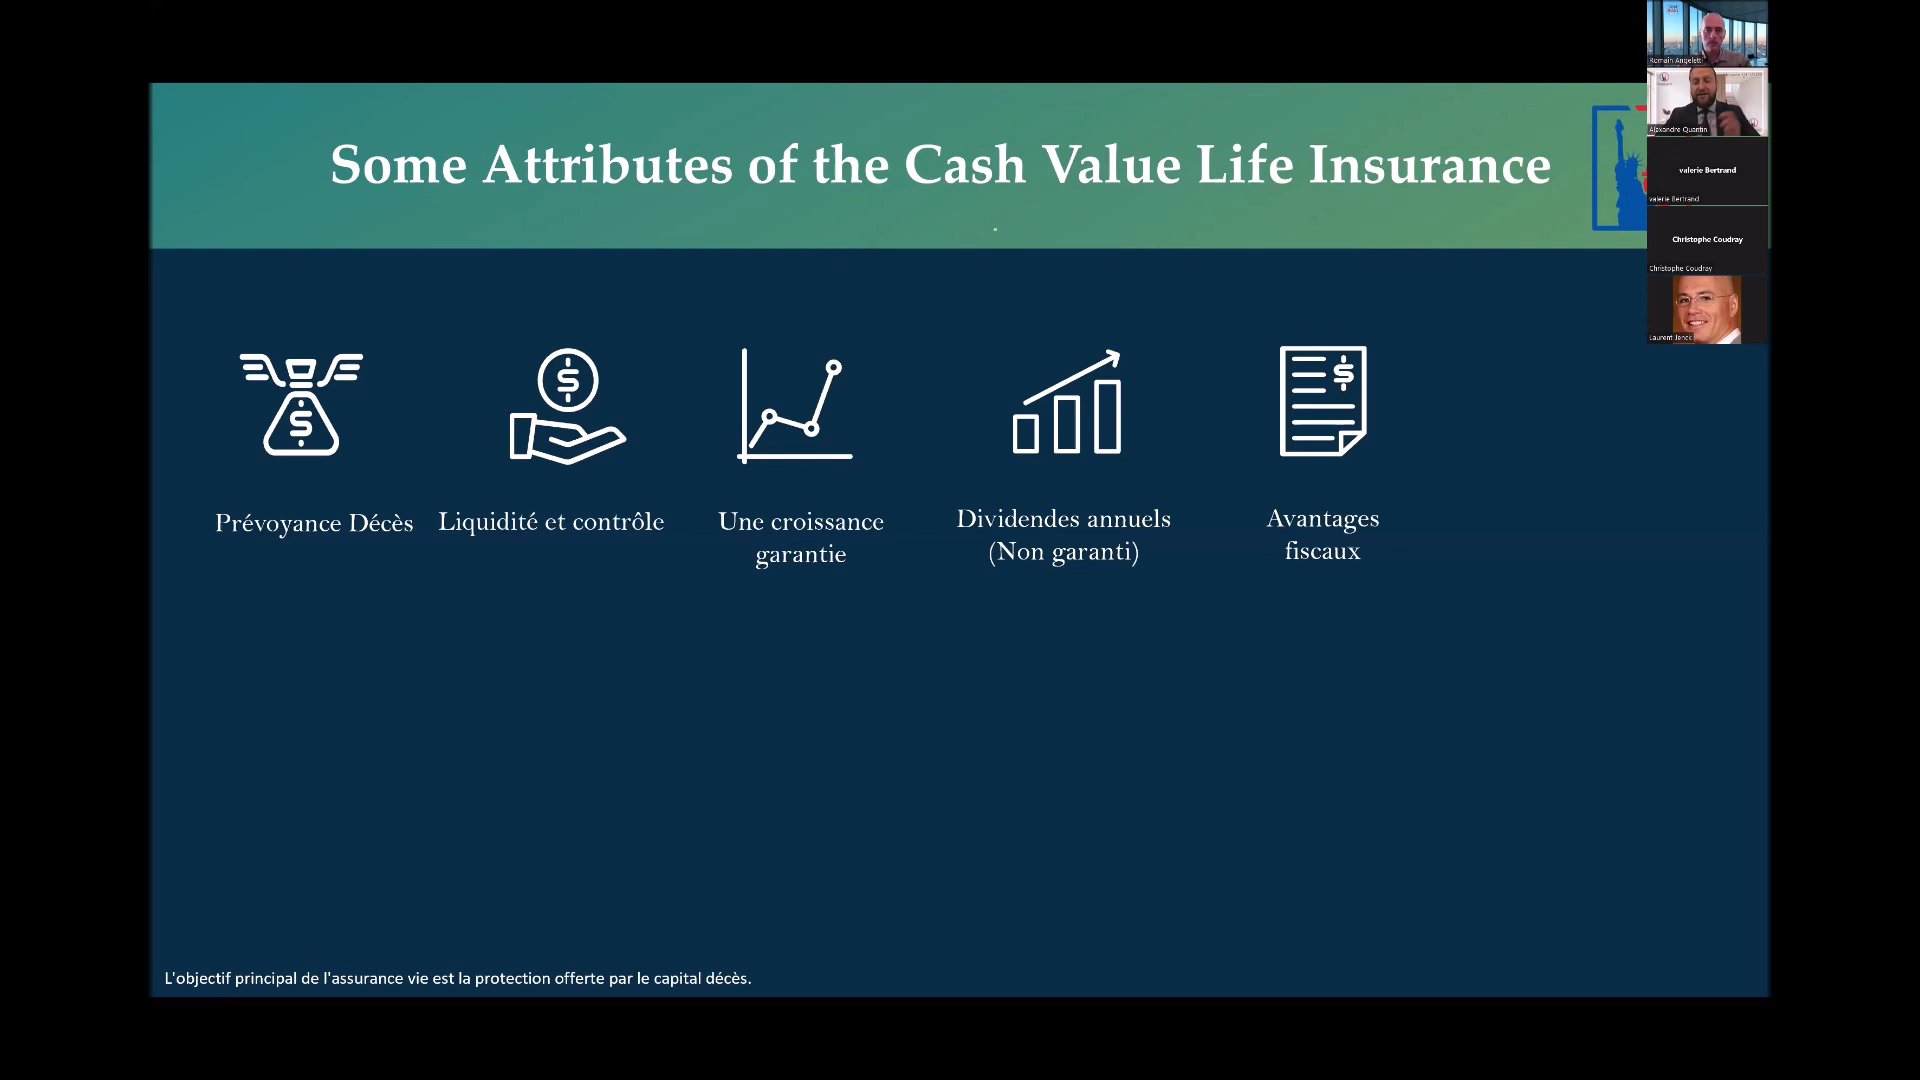 Some Attributes of the Cash Value Life Insurance
Prévoyance Décès
Liquidité et contrôle
Une croissance
garantie
Dividendes annuels
(Non garanti)
Avantages
fiscaux
L'objectif principal de l'assurance vie est la protection offerte par le capital décès.
Romain Angeletti
Alexandre Quantin
valerie Bertrand
valerie Bertrand
Christophe Coudray
Christophe Coudray
Laurent Jenck